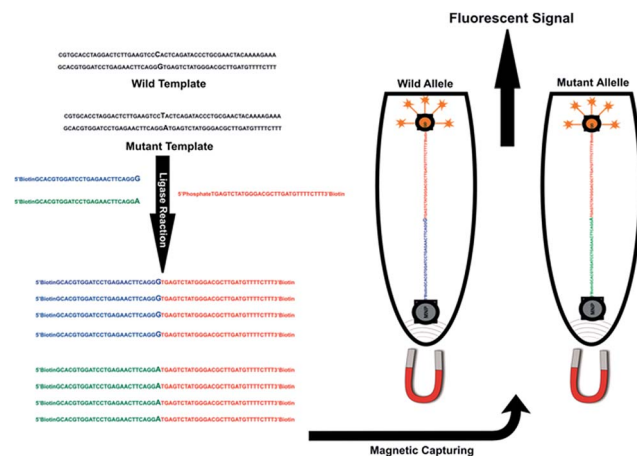 Fluorescent Signal
CGTGCACCTAGGACTCTTGAAGTCCCACTCAGATACCCTGCGAACTACAAAAGAAA
GCACGTGGATCCTGAGAACTTCAGGGTGAGTCTATGGGACGCTTGATGTTTTCTTT
Wild Template
CGTGCACCTAGGACTCTTGAAGTCCTACTCAGATACCCTGCGAACTACAAAAGAAA
GCACGTGGATCCTGAGAACTTCAGGATGAGTCTATGGGACGCTTGATGTTTTCTTT
Mutant Template
5'BiotinGCACGTGGATCCTGAGAACTTCAGGG
5'BiotinGCACGTGGATCCTGAGAACTTCAGGA
5'PhosphateTGAGTCTATGGGACGCTTGATGTTTTCTTT3'Biotin
Ligase Reaction
5'BiotinGCACGTGGATCCTGAGAACTTCAGGGTGAGTCTATGGGACGCTTGATGTTTTCTTT3'Biotin
5'BiotinGCACGTGGATCCTGAGAACTTCAGGGTGAGTCTATGGGACGCTTGATGTTTTCTTT3'Biotin
5'BiotinGCACGTGGATCCTGAGAACTTCAGGGTGAGTCTATGGGACGCTTGATGTTTTCTTT3'Biotin
5'BiotinGCACGTGGATCCTGAGAACTTCAGGGTGAGTCTATGGGACGCTTGATGTTTTCTTT3'Biotin
5'BiotinGCACGTGGATCCTGAGAACTTCAGGATGAGTCTATGGGACGCTTGATGTTTTCTTT3'Biotin
5'BiotinGCACGTGGATCCTGAGAACTTCAGGATGAGTCTATGGGACGCTTGATGTTTTCTTT3'Biotin
5'BiotinGCACGTGGATCCTGAGAACTTCAGGATGAGTCTATGGGACGCTTGATGTTTTCTTT3'Biotin
5'BiotinGCACGTGGATCCTGAGAACTTCAGGATGAGTCTATGGGACGCTTGATGTTTTCTTT3'Biotin
Wild Allele
Mutant Allelle
Magnetic Capturing